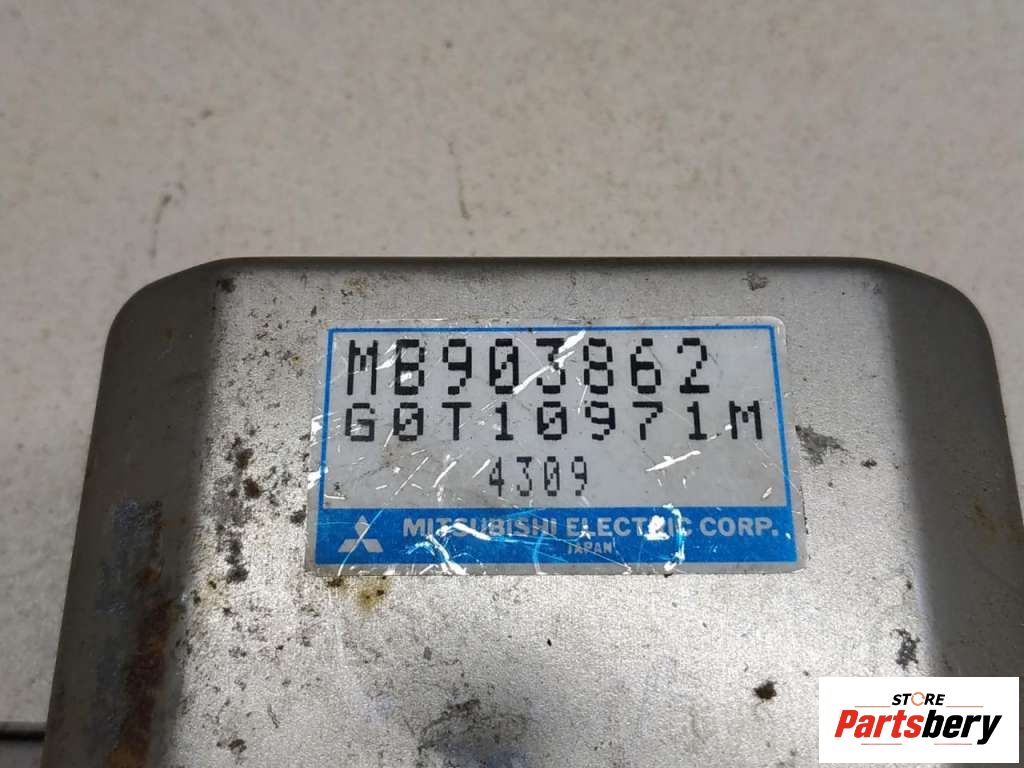 MB903862
G0T10971M
4309
MITSUBISHI ELECTRIC CORP.
JAPAN
STORE
Partsbery